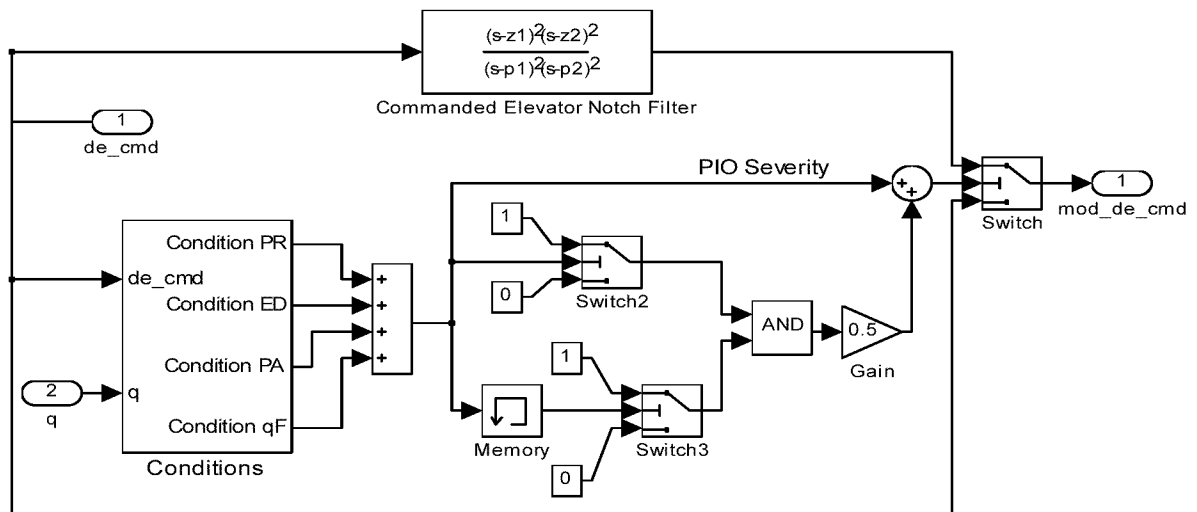 (s-z1)²(s-z2)²
(s-p1)²(s-p2)²
Commanded Elevator Notch Filter
1
de_cmd
PIO Severity
+
+
Switch
1
mod_de_cmd
Condition PR
de_cmd
Condition ED
Condition PA
q
Condition qF
Conditions
2
q
+
+
+
+
1
0
Switch2
AND
0.5
Gain
1
Memory
Switch3
0